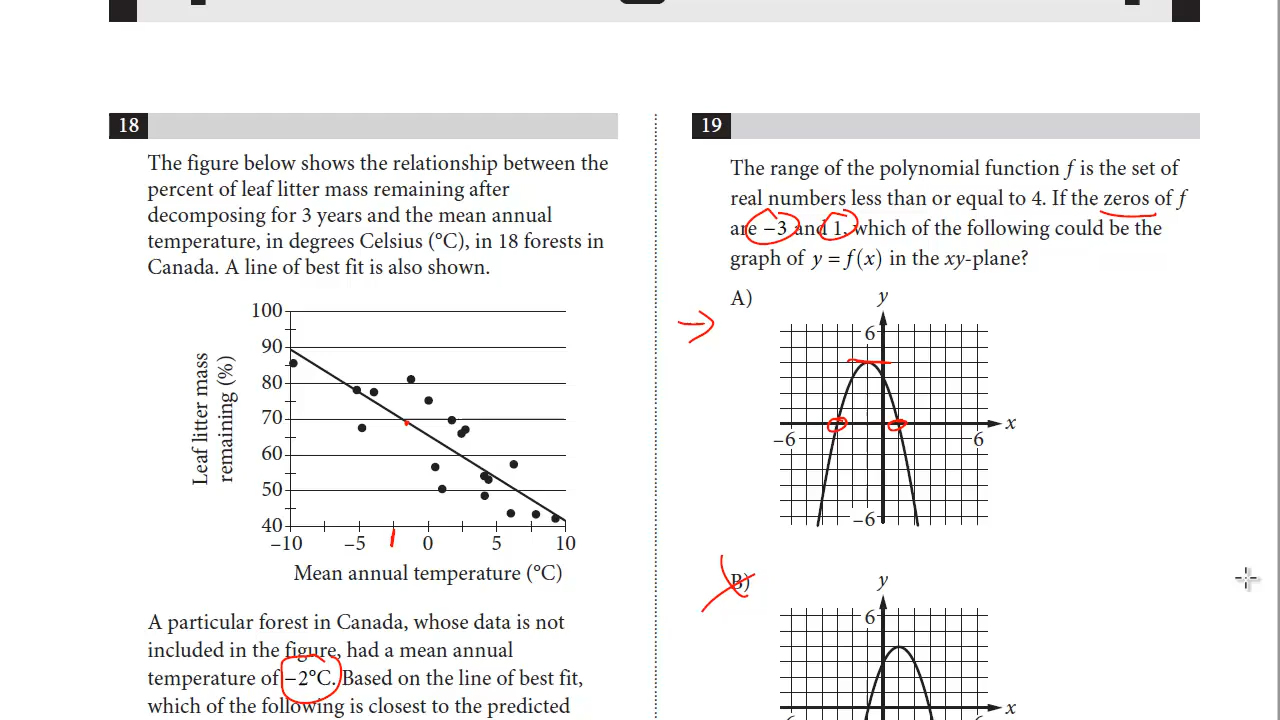 18
The figure below shows the relationship between the
percent of leaf litter mass remaining after
decomposing for 3 years and the mean annual
temperature, in degrees Celsius (°C), in 18 forests in
Canada. A line of best fit is also shown.
Leaf litter mass
remaining (%)
100
90
80
70
60
50
40
−10
−5
0
5
10
Mean annual temperature (°C)
A particular forest in Canada, whose data is not
included in the figure, had a mean annual
temperature of −2°C. Based on the line of best fit,
which of the following is closest to the predicted
19
The range of the polynomial function f is the set of
real numbers less than or equal to 4. If the zeros of f
are −3 and 1, which of the following could be the
graph of y = f(x) in the xy-plane?
A)
y
6
x
−6
6
−6
B)
y
6
x